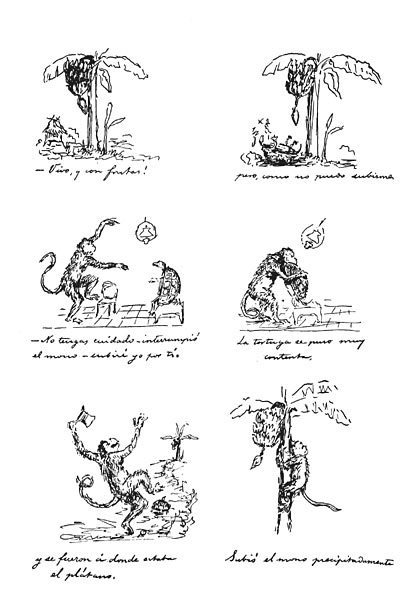 — Vivo, y con frutas!
pero, como no puedo subirme
— No tengas cuidado — interrumpió
el mono — subiré yo por tí.
La tortuga se puso muy
contenta.
y se fueron á donde estaba
el plátano.
Subió el mono precipitadamente